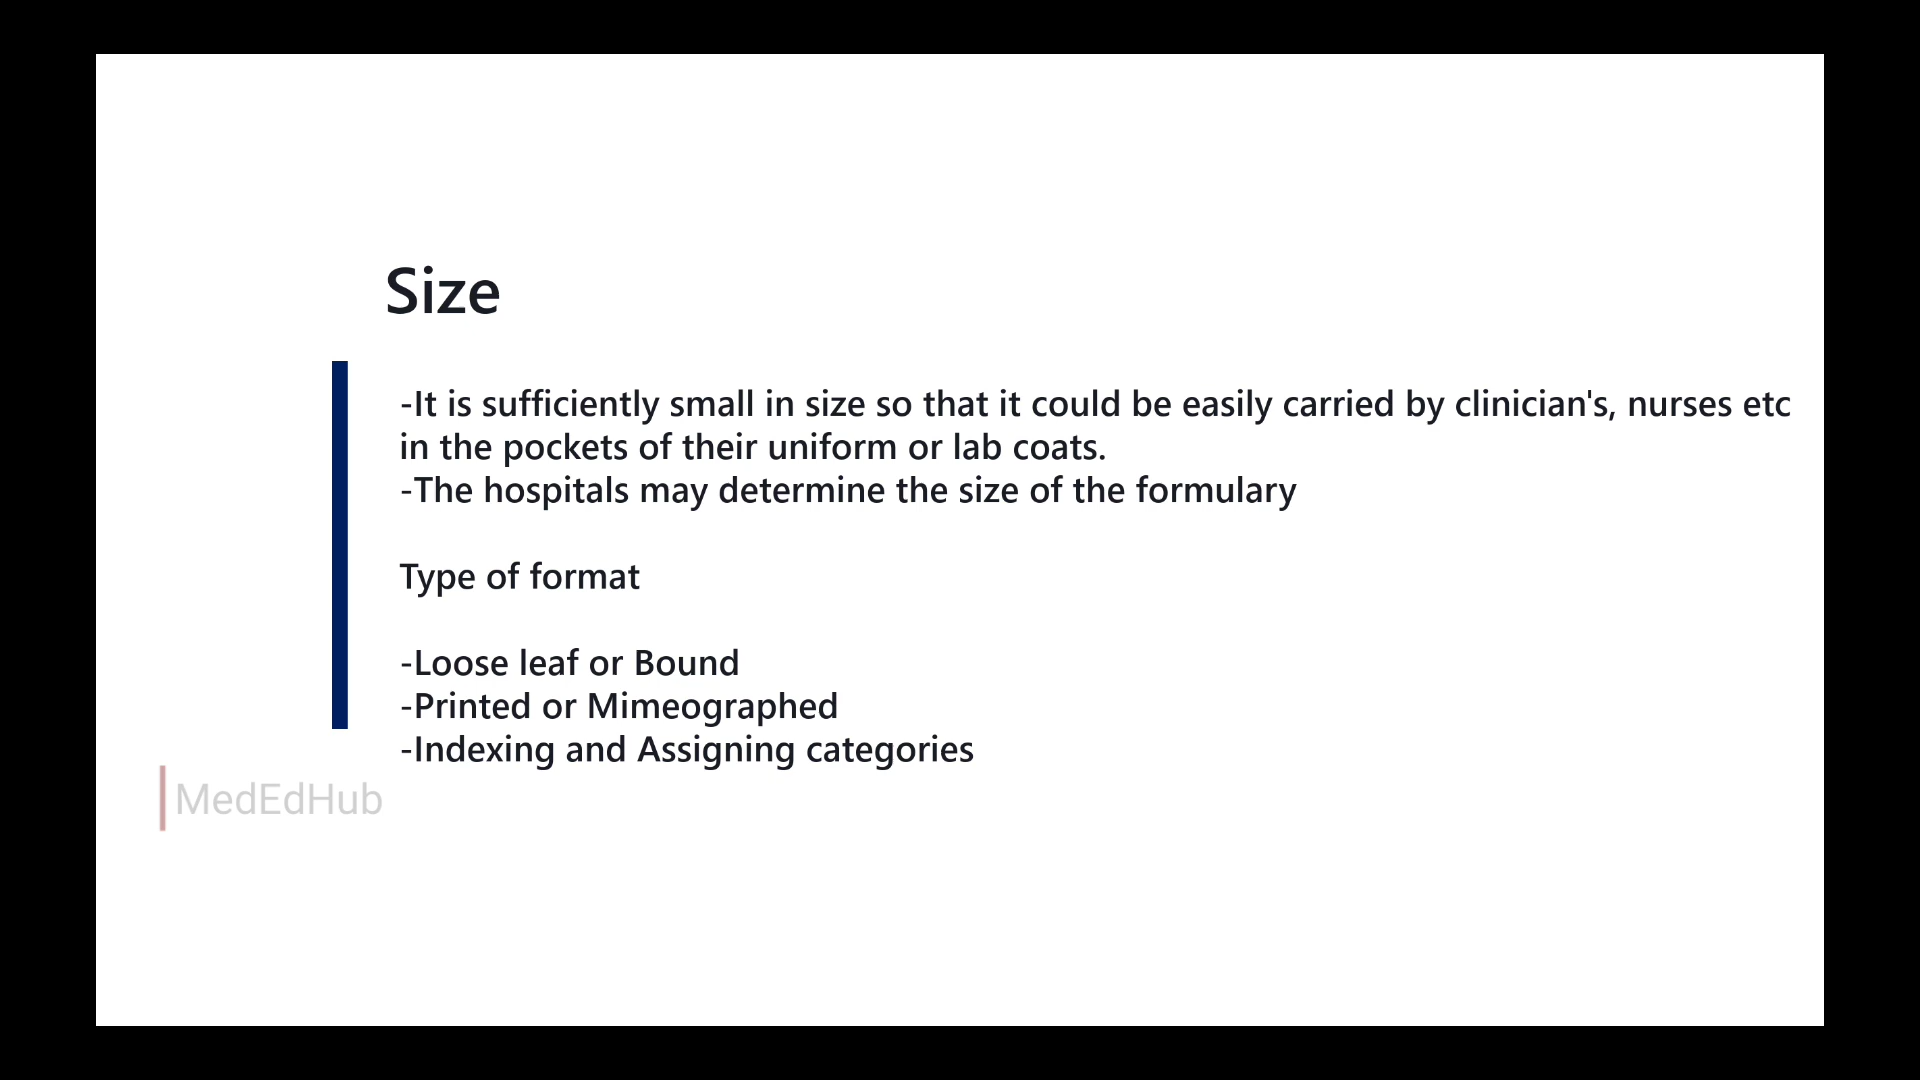 Size
-It is sufficiently small in size so that it could be easily carried by clinician's, nurses etc
in the pockets of their uniform or lab coats.
-The hospitals may determine the size of the formulary
Type of format
-Loose leaf or Bound
-Printed or Mimeographed
-Indexing and Assigning categories
MedEdHub